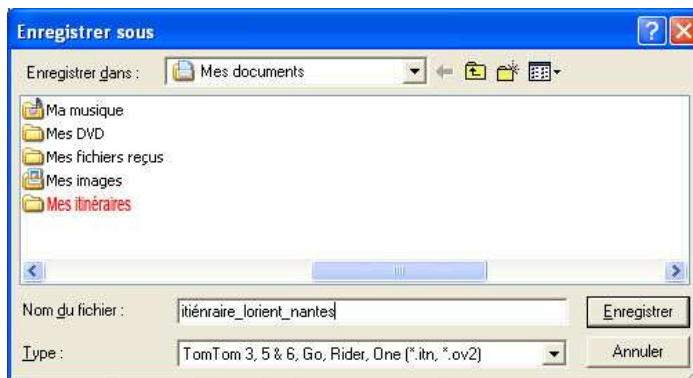 Enregistrer sous
Enregistrer dans :
Mes documents
Ma musique
Mes DVD
Mes fichiers reçus
Mes images
Mes itinéraires
Nom du fichier :
itiénraire_lorient_nantes
Enregistrer
Type :
TomTom 3, 5 & 6, Go, Rider, One (*.itn, *.ov2)
Annuler